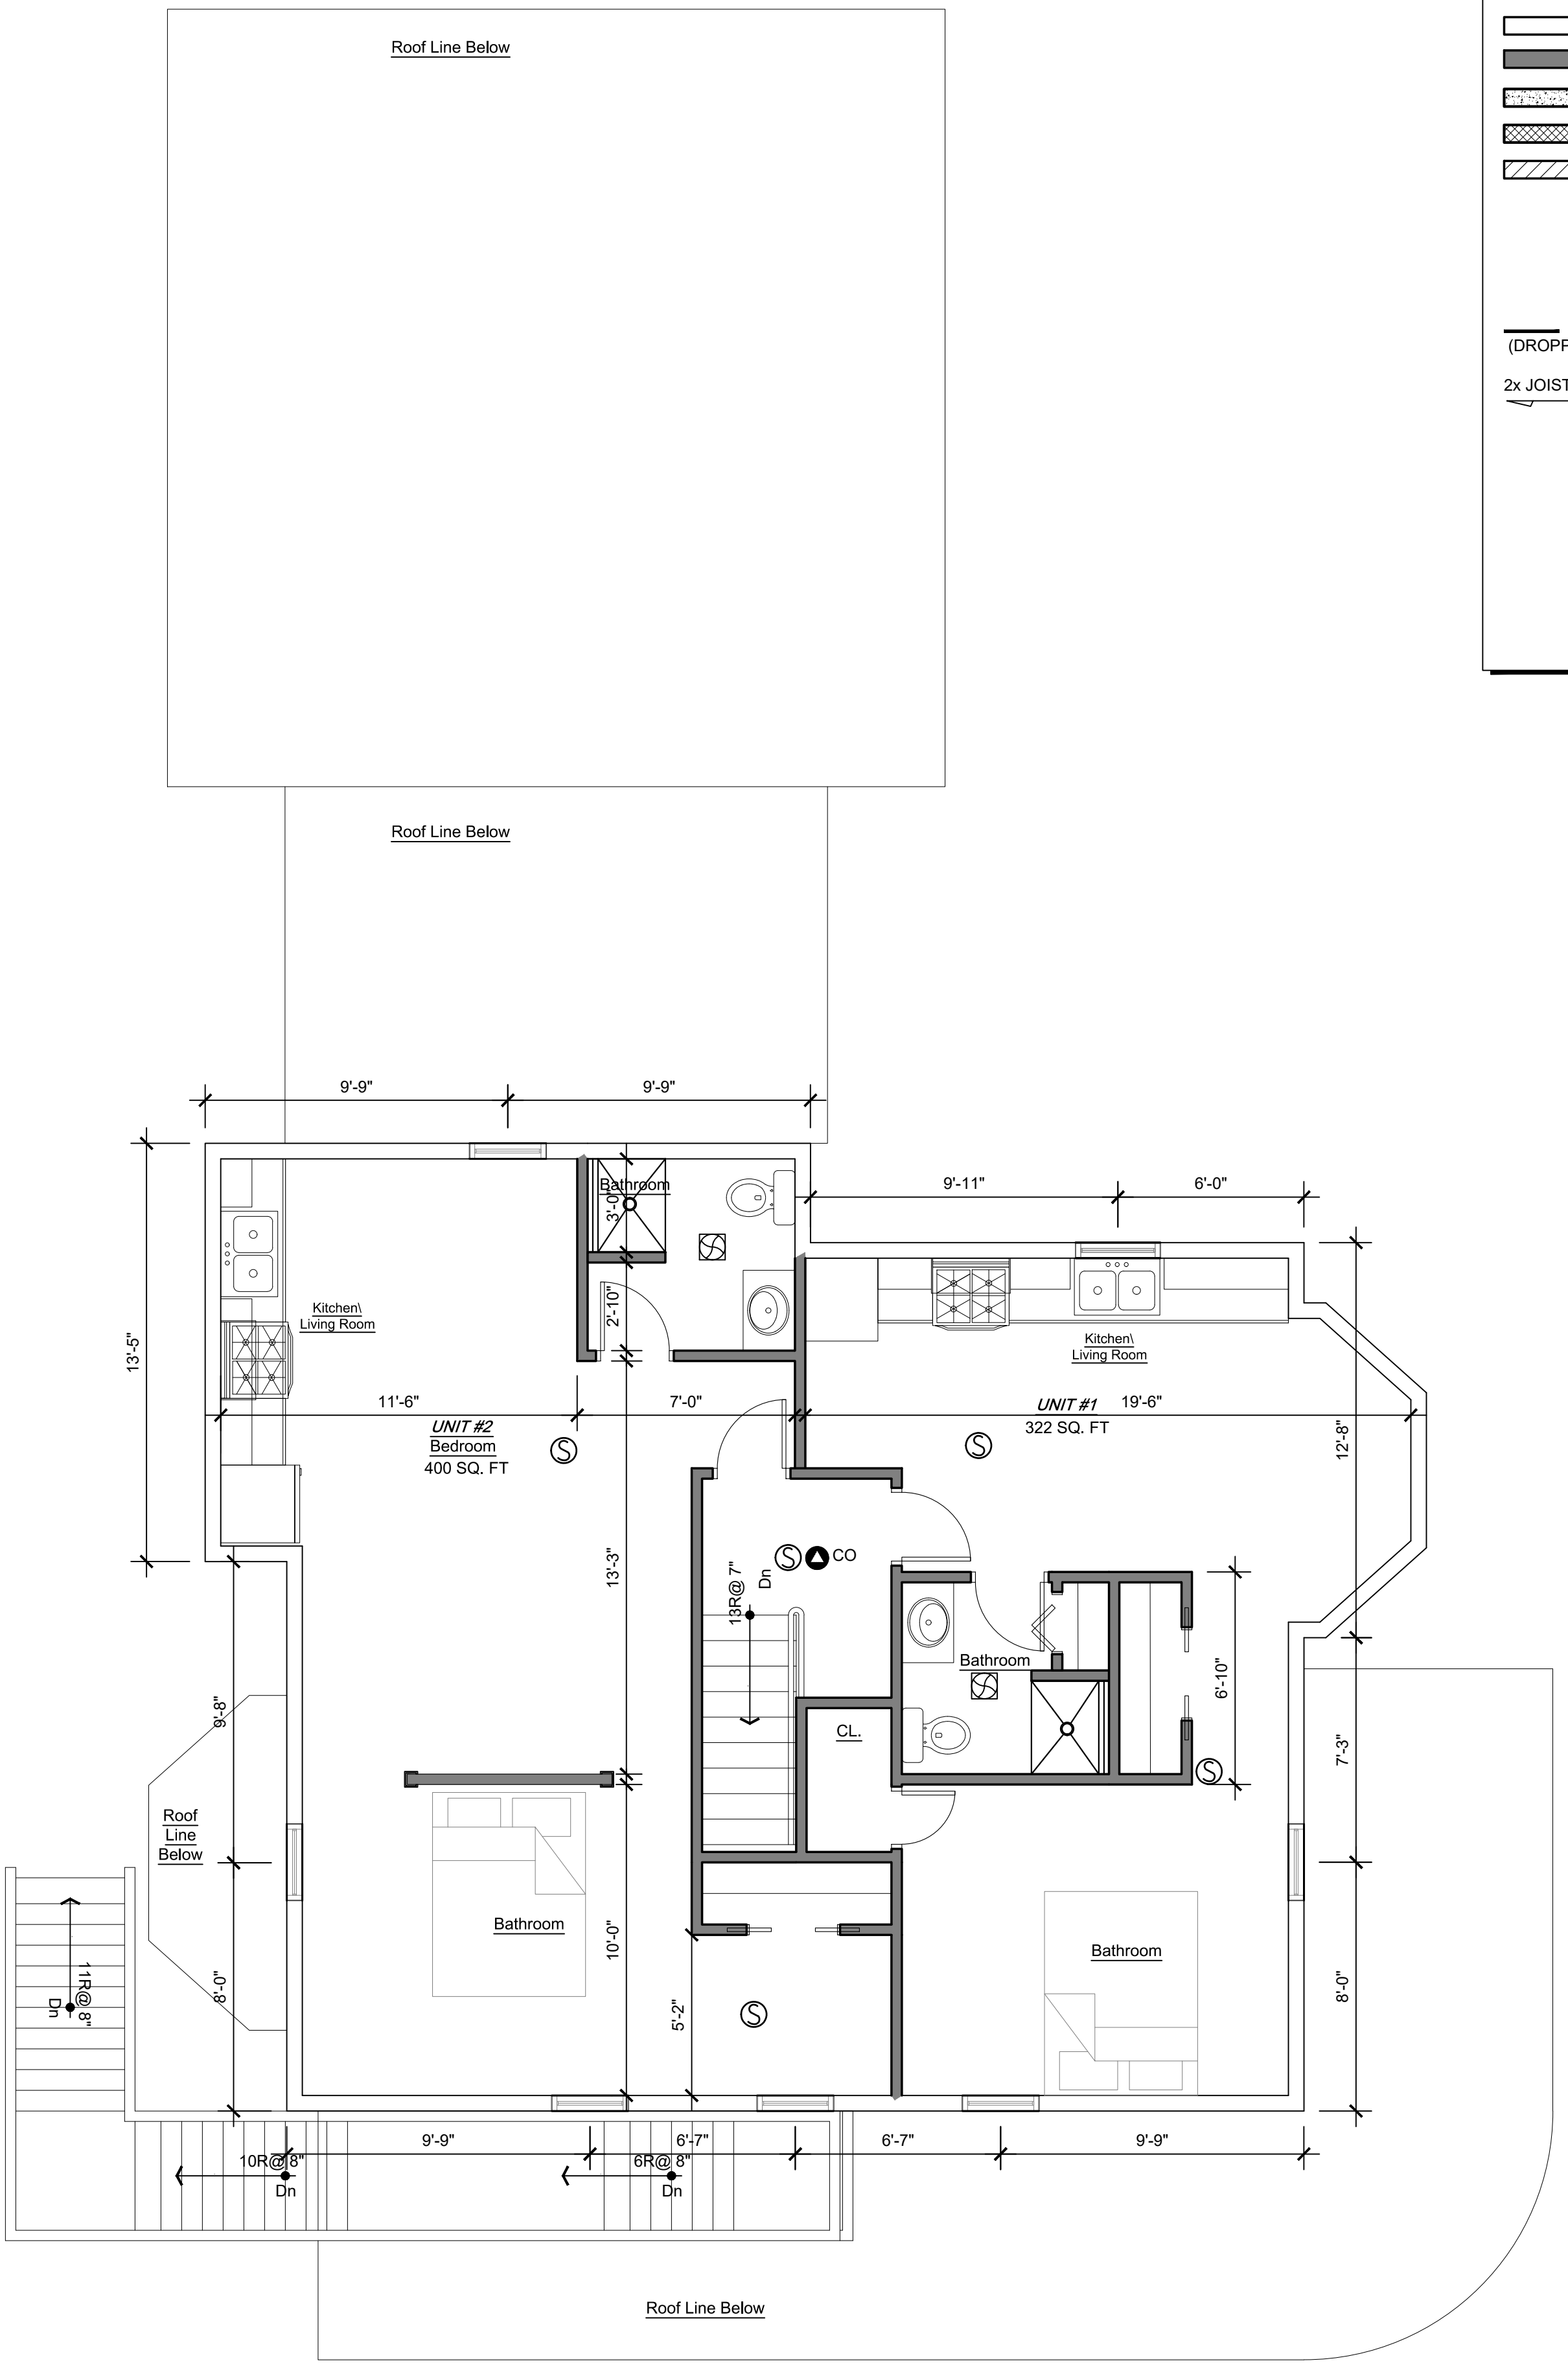 Roof Line Below
(DROPP
2x JOIST
Roof Line Below
9'-9"
9'-9"
9'-11"
6'-0"
Bathroom
3'-0"
2'-10"
Kitchen\
Living Room
Kitchen\
Living Room
13'-5"
11'-6"
7'-0"
UNIT #1
19'-6"
322 SQ. FT
UNIT #2
Bedroom
400 SQ. FT
S
S
12'-8"
13'-3"
S
CO
13R@ 7"
Dn
Bathroom
6'-10"
9'-8"
CL.
7'-3"
S
Roof
Line
Below
Bathroom
10'-0"
Bathroom
8'-0"
11R@ 8"
Dn
8'-0"
5'-2"
S
9'-9"
6'-7"
6'-7"
9'-9"
10R@ 8"
Dn
6R@ 8"
Dn
Roof Line Below